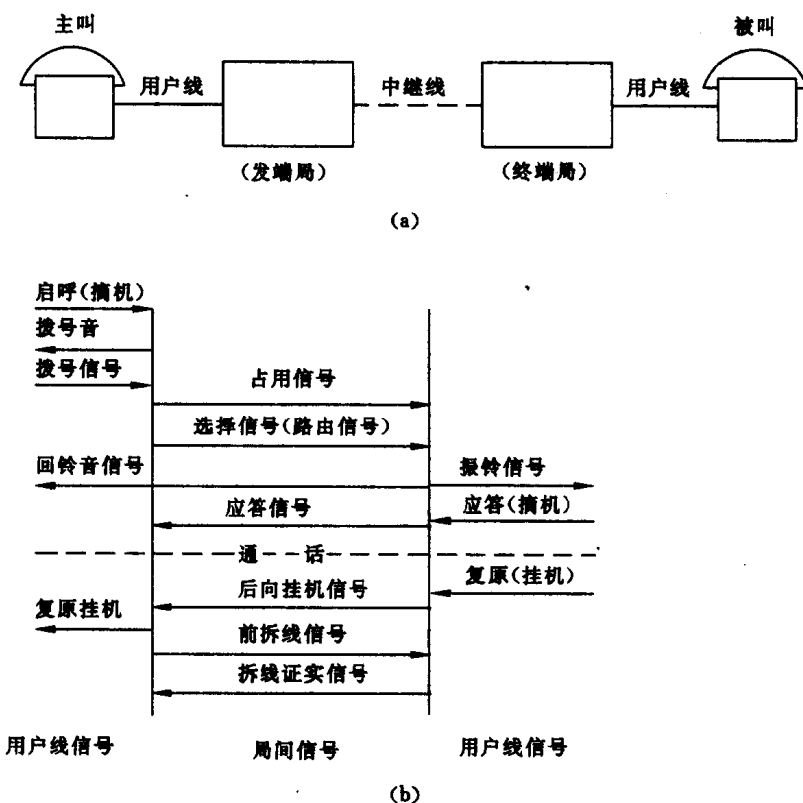 主叫
被叫
用户线
中继线
用户线
(发端局)
(终端局)
(a)
启呼(摘机)
拨号音
拨号信号
占用信号
选择信号(路由信号)
回铃音信号
振铃信号
应答信号
应答(摘机)
通 话
复原(挂机)
后向挂机信号
复原挂机
前拆线信号
拆线证实信号
用户线信号
局间信号
用户线信号
(b)